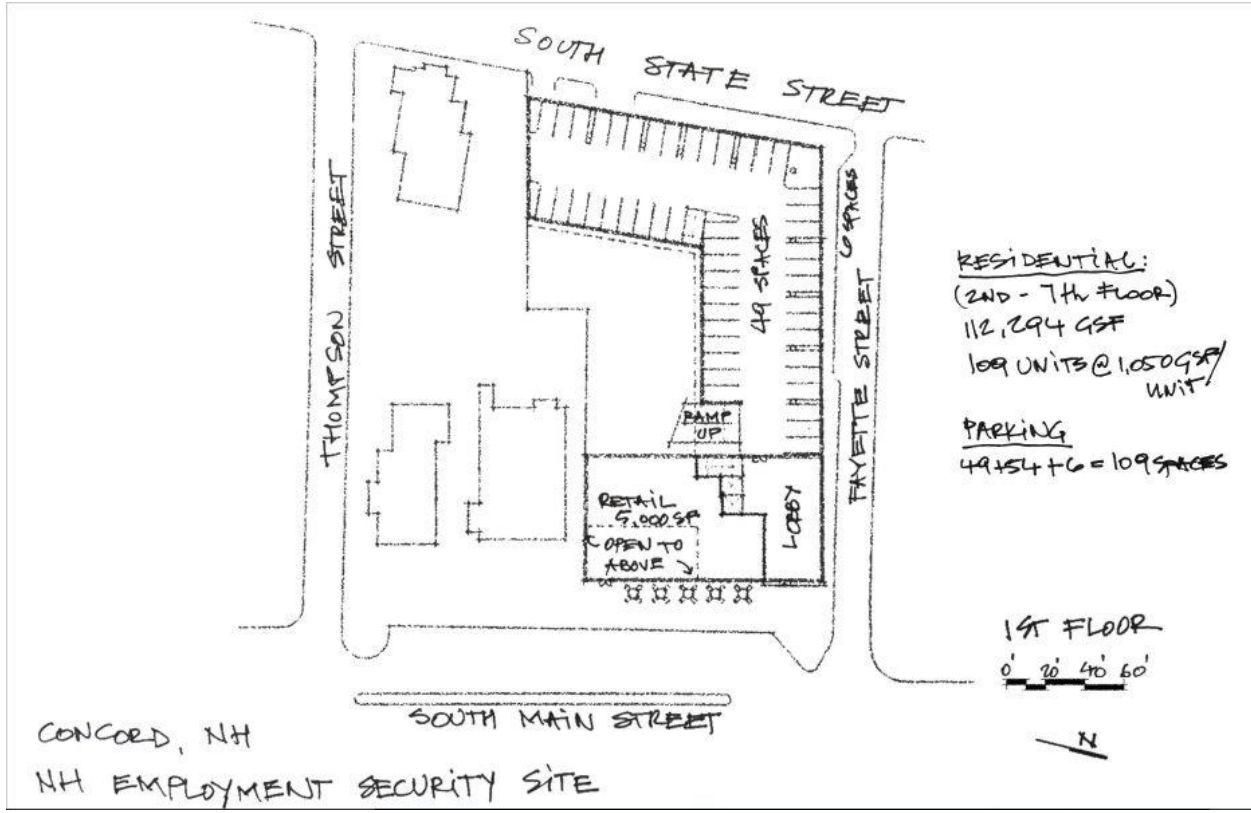 SOUTH STATE STREET
THOMPSON STREET
49 SPACES
6 SPACES
FAYETTE STREET
RESIDENTIAL:
(2ND - 7th FLOOR)
112,294 GSF
109 UNITS @ 1,050 GSF/
UNIT
PARKING
49+54+6=109 SPACES
RAMP
UP
RETAIL
5,000 SF
OPEN TO
ABOVE
LOBBY
1ST FLOOR
0' 20' 40' 60'
N
SOUTH MAIN STREET
CONCORD, NH
NH EMPLOYMENT SECURITY SITE